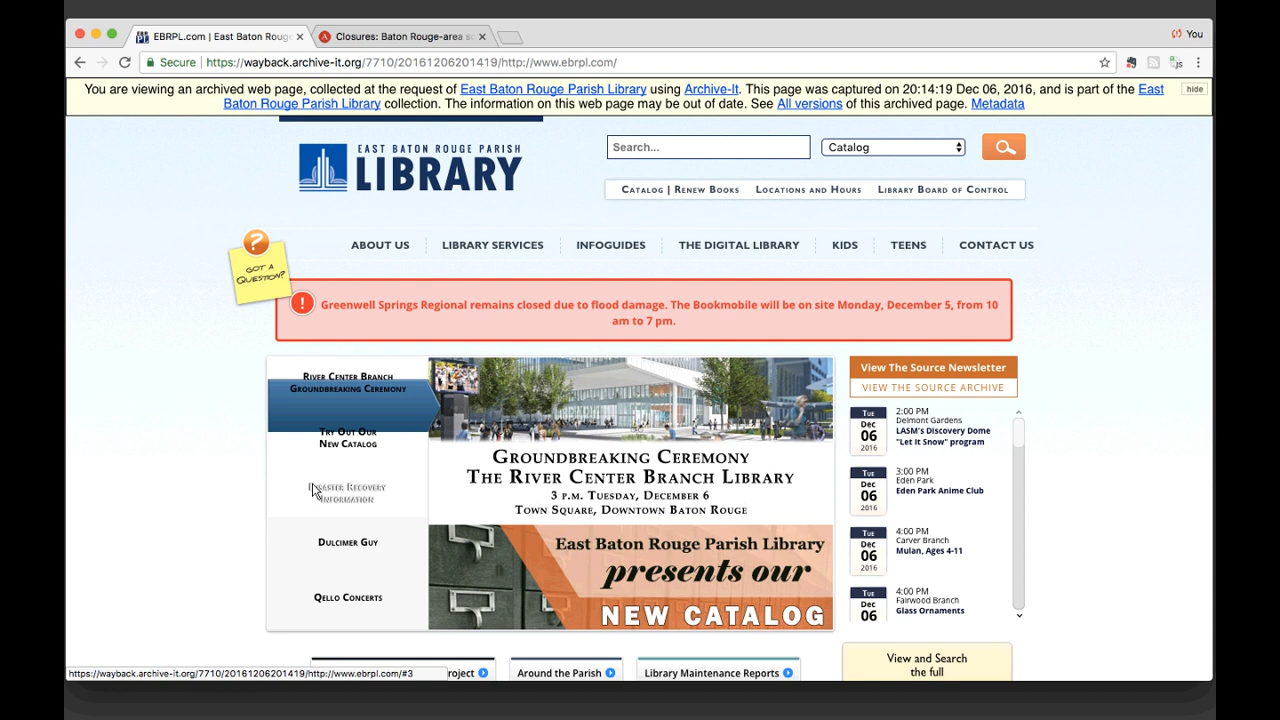 EBRPL.com | East Baton Roug
Closures: Baton Rouge-area sc
You
Secure
https://wayback.archive-it.org/7710/20161206201419/http://www.ebrpl.com/
You are viewing an archived web page, collected at the request of East Baton Rouge Parish Library using Archive-It. This page was captured on 20:14:19 Dec 06, 2016, and is part of the East
Baton Rouge Parish Library collection. The information on this web page may be out of date. See All versions of this archived page. Metadata
hide
EAST BATON ROUGE PARISH
LIBRARY
Search...
Catalog
Catalog | Renew Books
Locations and Hours
Library Board of Control
GOT A
QUESTION?
ABOUT US
LIBRARY SERVICES
INFOGUIDES
THE DIGITAL LIBRARY
KIDS
TEENS
CONTACT US
Greenwell Springs Regional remains closed due to flood damage. The Bookmobile will be on site Monday, December 5, from 10
am to 7 pm.
River Center Branch
Groundbreaking Ceremony
Try Out Our
New Catalog
Disaster Recovery
Information
Dulcimer Guy
Qello Concerts
Groundbreaking Ceremony
The River Center Branch Library
3 p.m. Tuesday, December 6
Town Square, Downtown Baton Rouge
East Baton Rouge Parish Library
presents our
NEW CATALOG
View The Source Newsletter
VIEW THE SOURCE ARCHIVE
Tue
Dec
06
2016
2:00 PM
Delmont Gardens
LASM's Discovery Dome
"Let It Snow" program
Tue
Dec
06
2016
3:00 PM
Eden Park
Eden Park Anime Club
Tue
Dec
06
2016
4:00 PM
Carver Branch
Mulan, Ages 4-11
Tue
Dec
06
4:00 PM
Fairwood Branch
Glass Ornaments
View and Search
the full
https://wayback.archive-it.org/7710/20161206201419/http://www.ebrpl.com/#3
roject
Around the Parish
Library Maintenance Reports